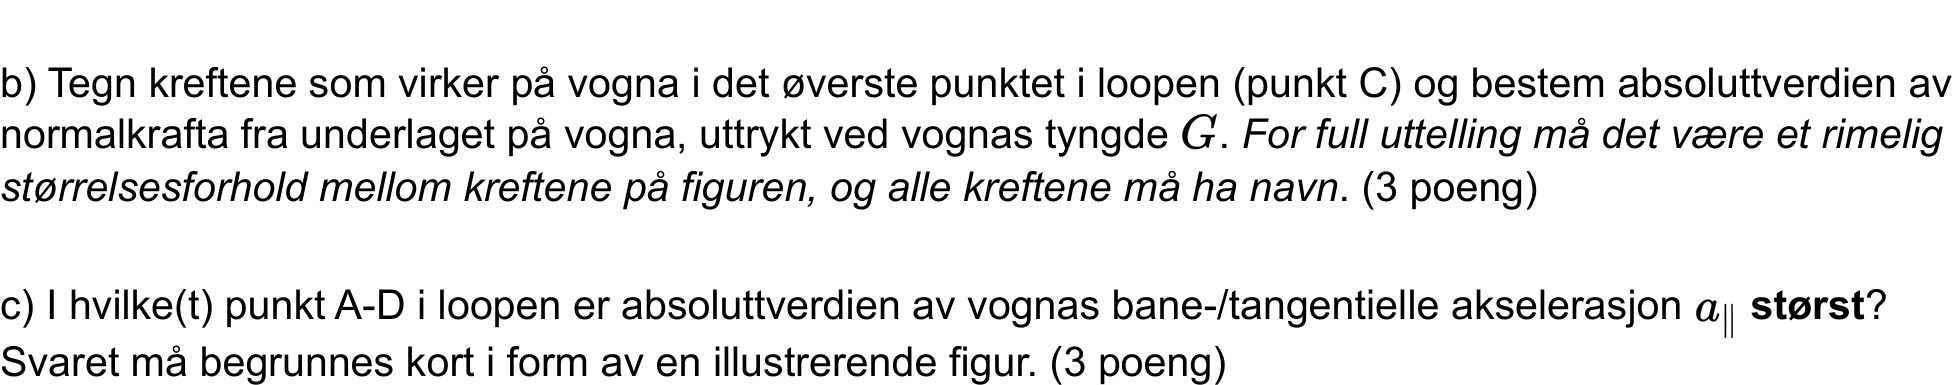 b) Tegn kreftene som virker på vogna i det øverste punktet i loopen (punkt C) og bestem absoluttverdien av
normalkrafta fra underlaget på vogna, uttrykt ved vognas tyngde G. For full uttelling må det være et rimelig
størrelsesforhold mellom kreftene på figuren, og alle kreftene må ha navn. (3 poeng)
c) I hvilke(t) punkt A-D i loopen er absoluttverdien av vognas bane-/tangentielle akselerasjon a∥ størst?
Svaret må begrunnes kort i form av en illustrerende figur. (3 poeng)